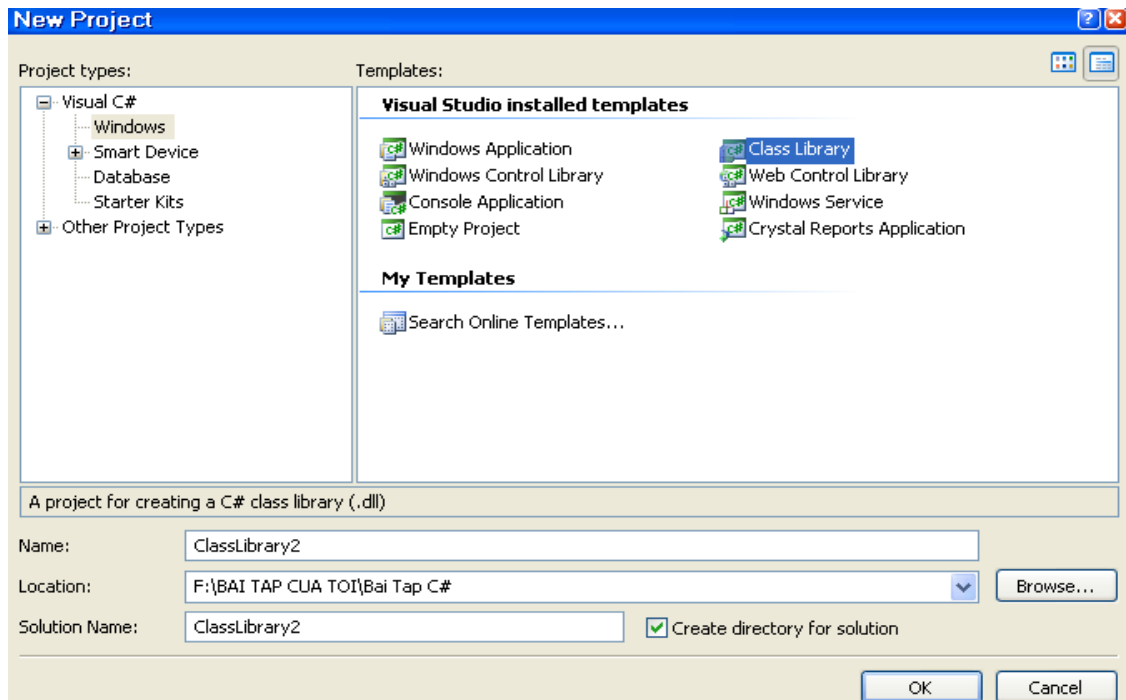 New Project
Project types:
Templates:
Visual C#
Windows
Smart Device
Database
Starter Kits
Other Project Types
Visual Studio installed templates
Windows Application
Class Library
Windows Control Library
Web Control Library
Console Application
Windows Service
Empty Project
Crystal Reports Application
My Templates
Search Online Templates...
A project for creating a C# class library (.dll)
Name:
ClassLibrary2
Location:
F:\BAI TAP CUA TOI\Bai Tap C#
Browse...
Solution Name:
ClassLibrary2
Create directory for solution
OK
Cancel